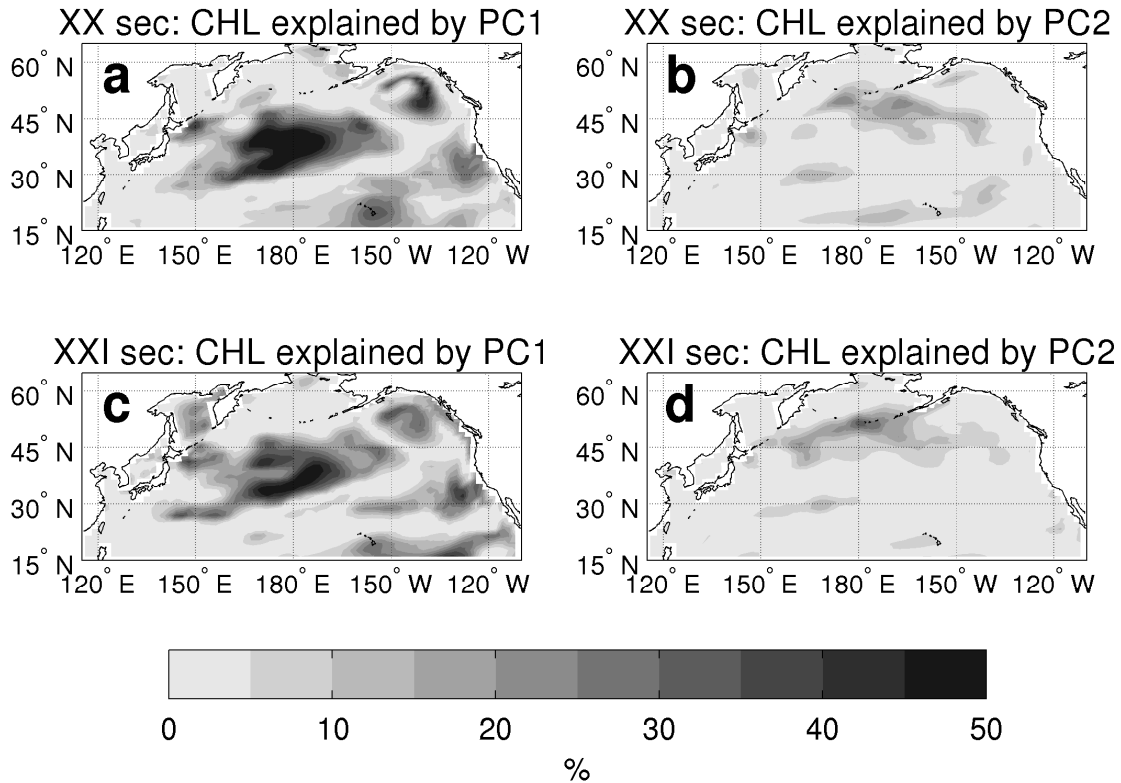 XX sec: CHL explained by PC1
XX sec: CHL explained by PC2
a
b
60° N
45° N
30° N
15° N
120° E
150° E
180° E
150° W
120° W
60° N
45° N
30° N
15° N
120° E
150° E
180° E
150° W
120° W
XXI sec: CHL explained by PC1
XXI sec: CHL explained by PC2
c
d
60° N
45° N
30° N
15° N
120° E
150° E
180° E
150° W
120° W
60° N
45° N
30° N
15° N
120° E
150° E
180° E
150° W
120° W
0
10
20
30
40
50
%